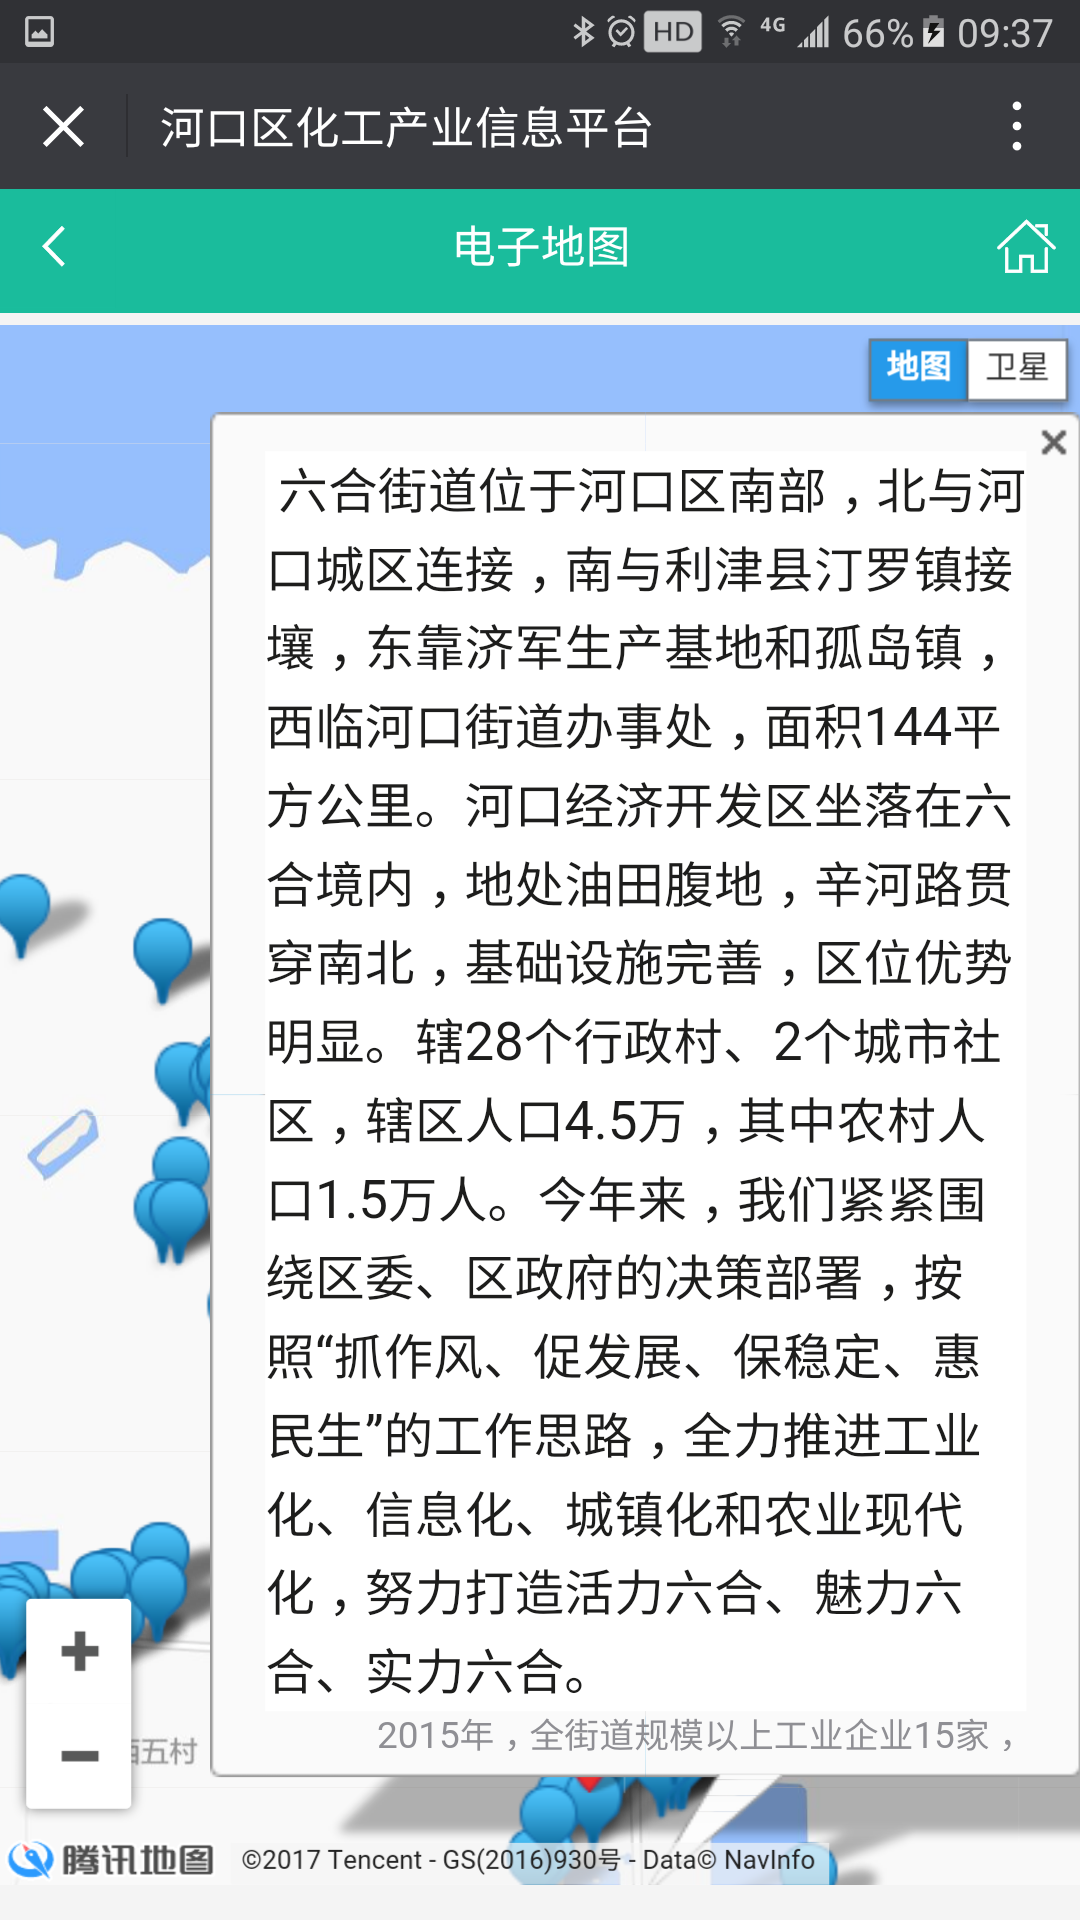 HD 4G 66% 09:37
河口区化工产业信息平台
电子地图
地图 卫星
六合街道位于河口区南部，北与河
口城区连接，南与利津县汀罗镇接
壤，东靠济军生产基地和孤岛镇，
西临河口街道办事处，面积144平
方公里。河口经济开发区坐落在六
合境内，地处油田腹地，辛河路贯
穿南北，基础设施完善，区位优势
明显。辖28个行政村、2个城市社
区，辖区人口4.5万，其中农村人
口1.5万人。今年来，我们紧紧围
绕区委、区政府的决策部署，按
照“抓作风、促发展、保稳定、惠
民生”的工作思路，全力推进工业
化、信息化、城镇化和农业现代
化，努力打造活力六合、魅力六
合、实力六合。
2015年，全街道规模以上工业企业15家，
五村
腾讯地图 ©2017 Tencent - GS(2016)930号 - Data© NavInfo